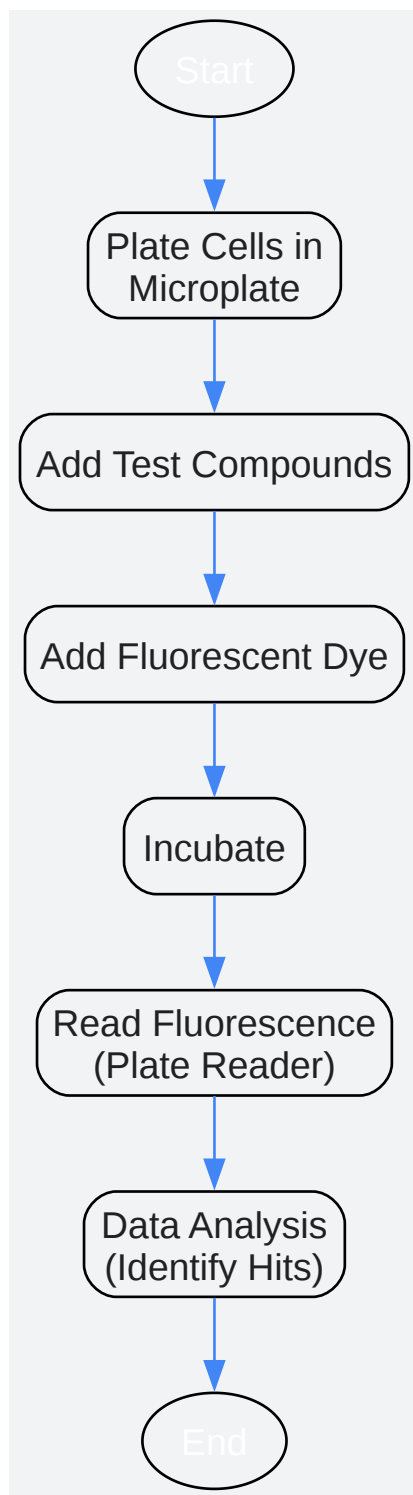 Start
Plate Cells in
Microplate
Add Test Compounds
Add Fluorescent Dye
Incubate
Read Fluorescence
(Plate Reader)
Data Analysis
(Identify Hits)
End